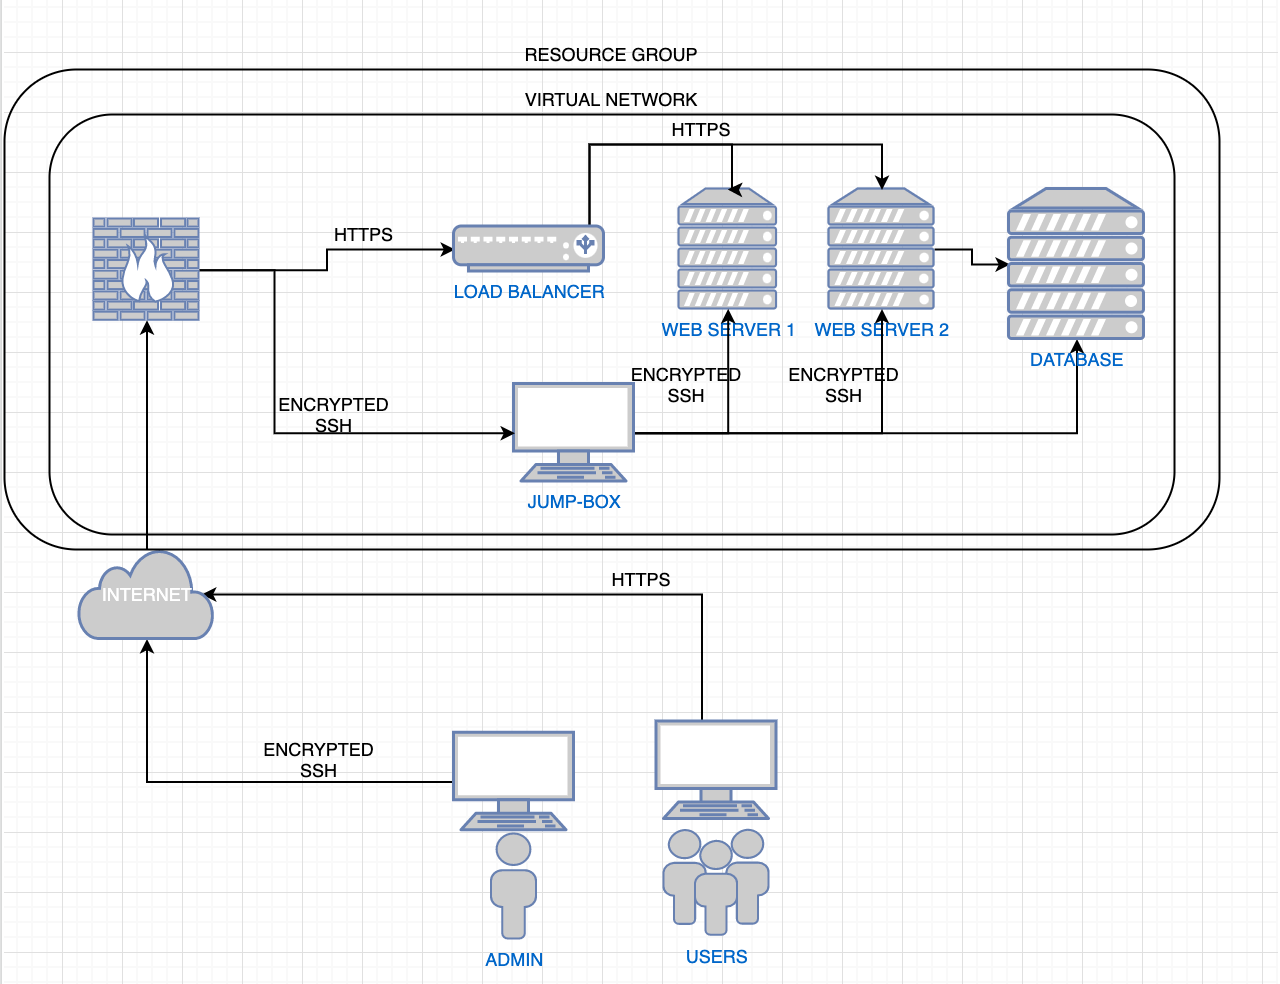 RESOURCE GROUP
VIRTUAL NETWORK
HTTPS
HTTPS
LOAD BALANCER
WEB SERVER 1
WEB SERVER 2
DATABASE
ENCRYPTED
SSH
ENCRYPTED
SSH
ENCRYPTED
SSH
JUMP-BOX
HTTPS
INTERNET
ENCRYPTED
SSH
ADMIN
USERS